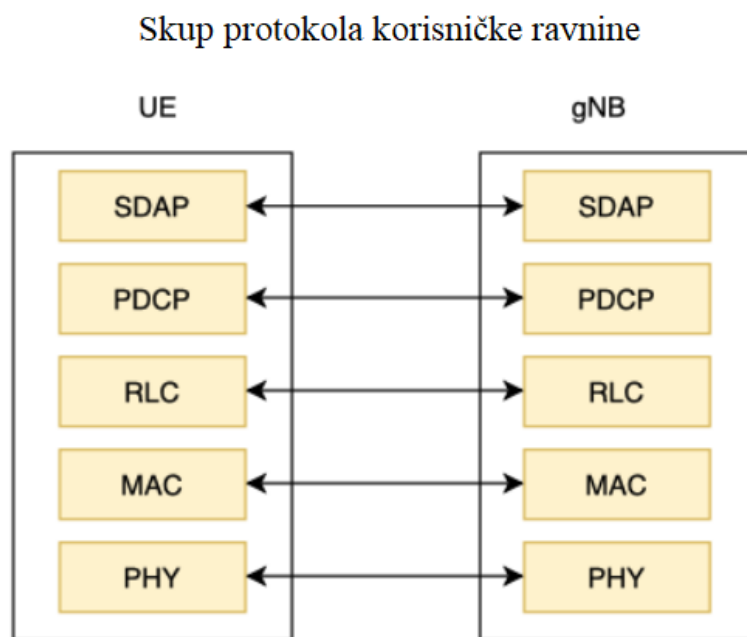 Skup protokola korisničke ravnine
UE gNB
SDAP SDAP
PDCP PDCP
RLC RLC
MAC MAC
PHY PHY